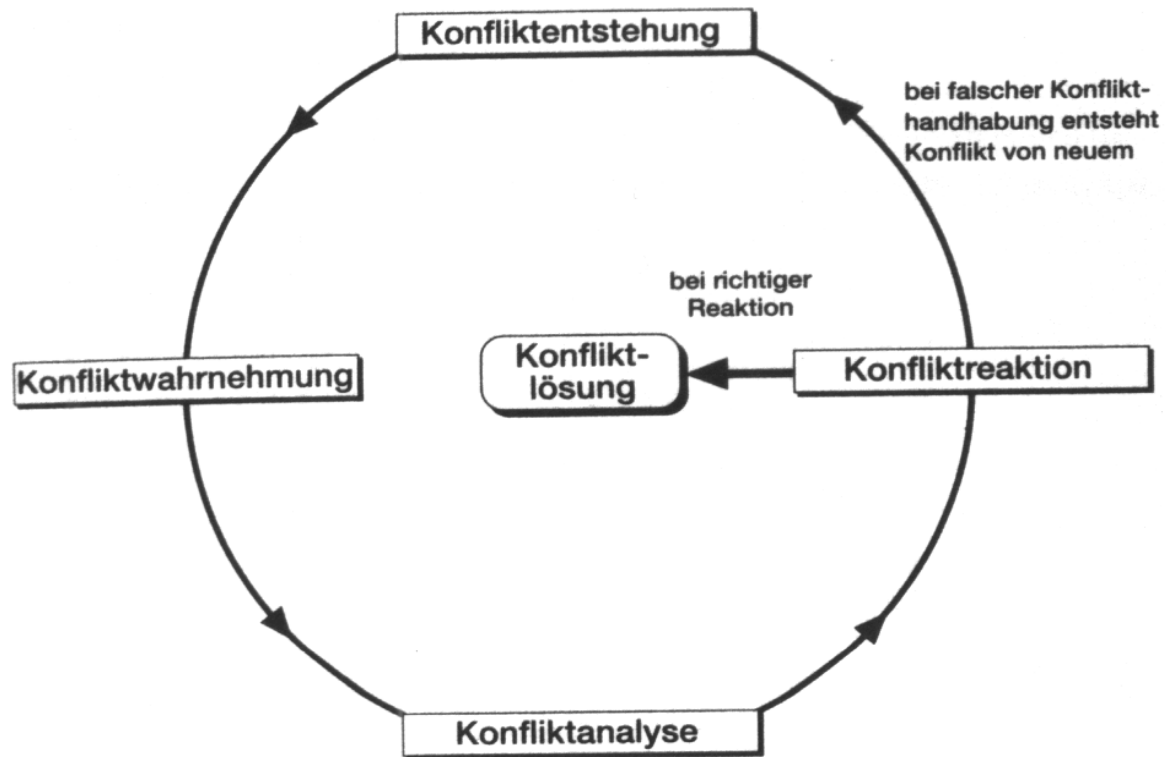 Konfliktentstehung
bei falscher Konflikt-
handhabung entsteht
Konflikt von neuem
bei richtiger
Reaktion
Konfliktwahrnehmung
Konflikt-
lösung
Konfliktreaktion
Konfliktanalyse